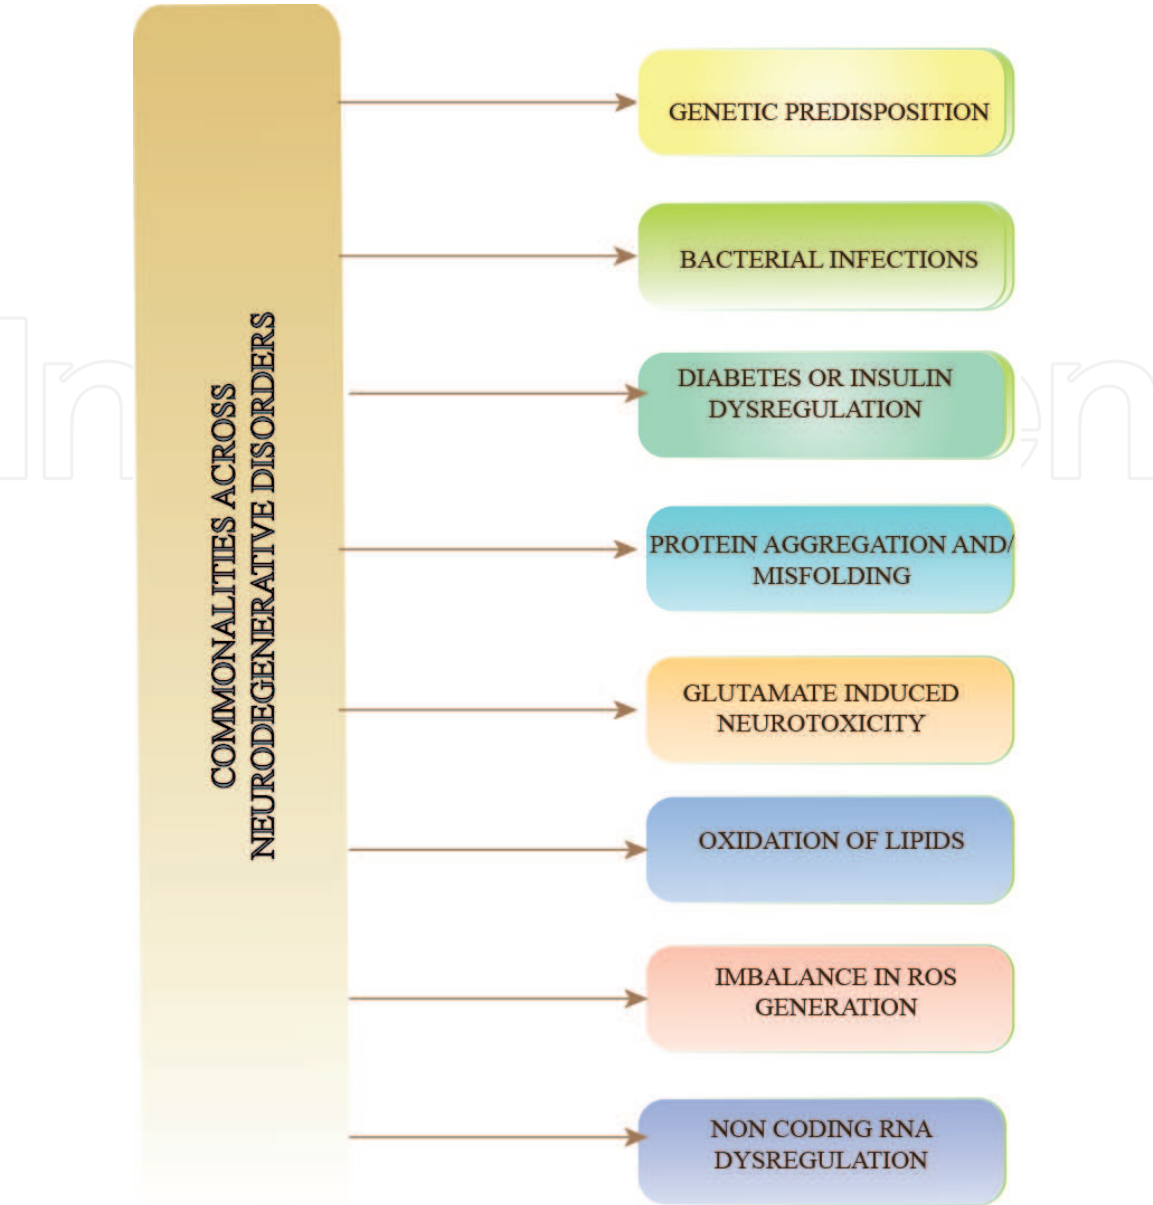 COMMONALITIES ACROSS
NEURODEGENERATIVE DISORDERS
GENETIC PREDISPOSITION
BACTERIAL INFECTIONS
DIABETES OR INSULIN
DYSREGULATION
PROTEIN AGGREGATION AND/
MISFOLDING
GLUTAMATE INDUCED
NEUROTOXICITY
OXIDATION OF LIPIDS
IMBALANCE IN ROS
GENERATION
NON CODING RNA
DYSREGULATION